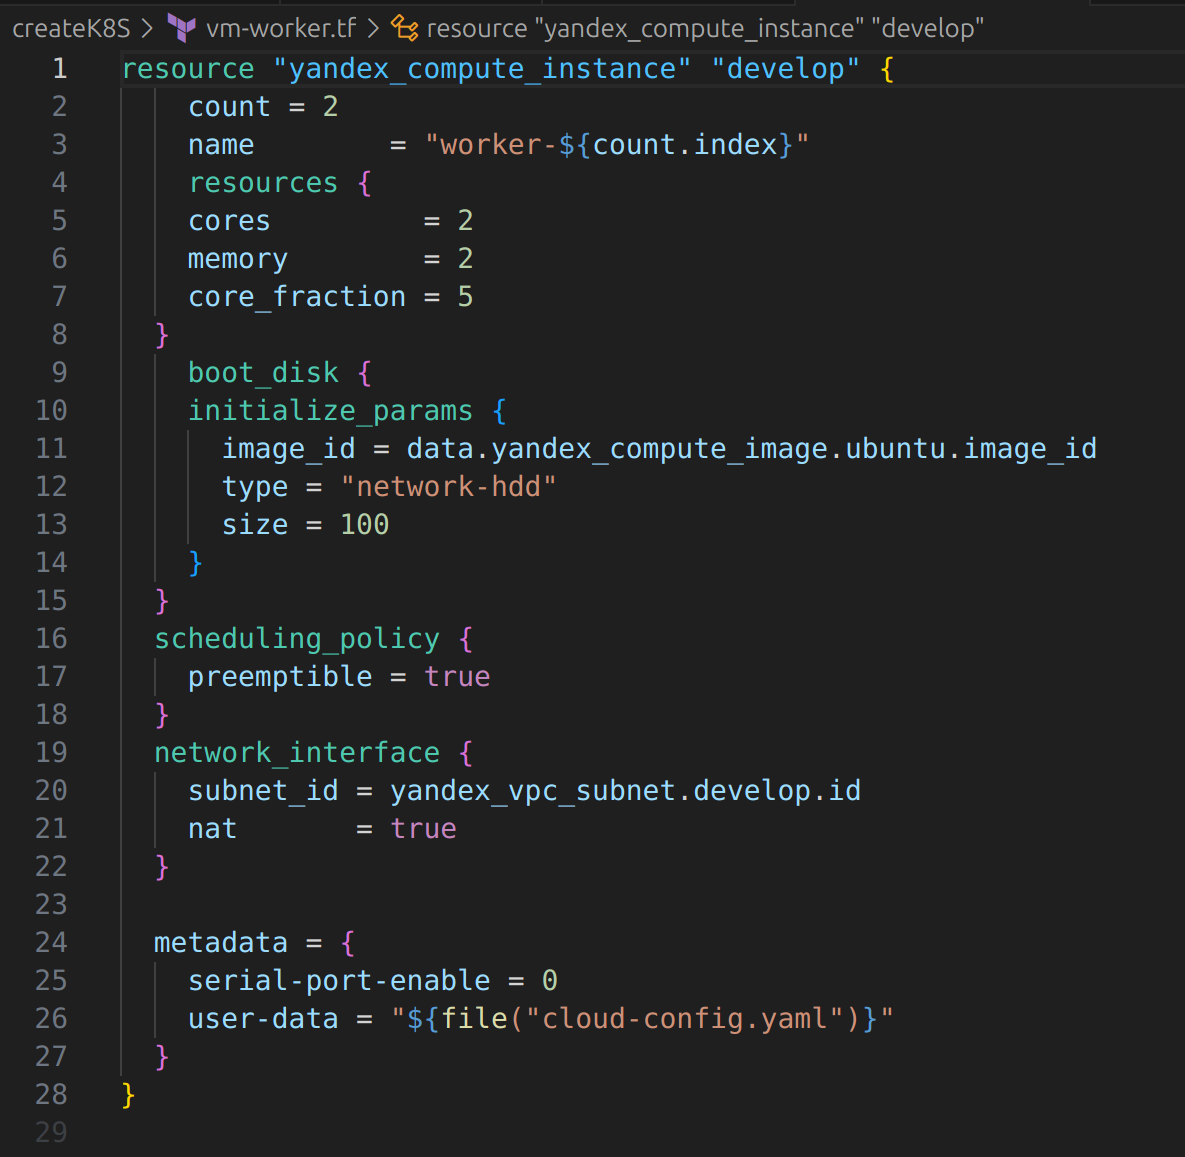 createK8S > vm-worker.tf > resource "yandex_compute_instance" "develop"
1 resource "yandex_compute_instance" "develop" {
2 count = 2
3 name = "worker-${count.index}"
4 resources {
5 cores = 2
6 memory = 2
7 core_fraction = 5
8 }
9 boot_disk {
10 initialize_params {
11 image_id = data.yandex_compute_image.ubuntu.image_id
12 type = "network-hdd"
13 size = 100
14 }
15 }
16 scheduling_policy {
17 preemptible = true
18 }
19 network_interface {
20 subnet_id = yandex_vpc_subnet.develop.id
21 nat = true
22 }
23
24 metadata = {
25 serial-port-enable = 0
26 user-data = "${file("cloud-config.yaml")}"
27 }
28 }
29